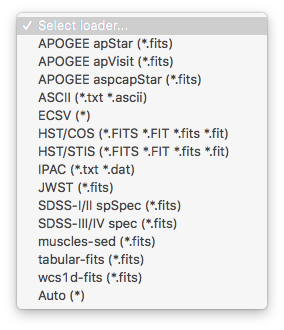 ✓ Select loader...
APOGEE apStar (*.fits)
APOGEE apVisit (*.fits)
APOGEE aspcapStar (*.fits)
ASCII (*.txt *.ascii)
ECSV (*)
HST/COS (*.FITS *.FIT *.fits *.fit)
HST/STIS (*.FITS *.FIT *.fits *.fit)
IPAC (*.txt *.dat)
JWST (*.fits)
SDSS-I/II spSpec (*.fits)
SDSS-III/IV spec (*.fits)
muscles-sed (*.fits)
tabular-fits (*.fits)
wcs1d-fits (*.fits)
Auto (*)